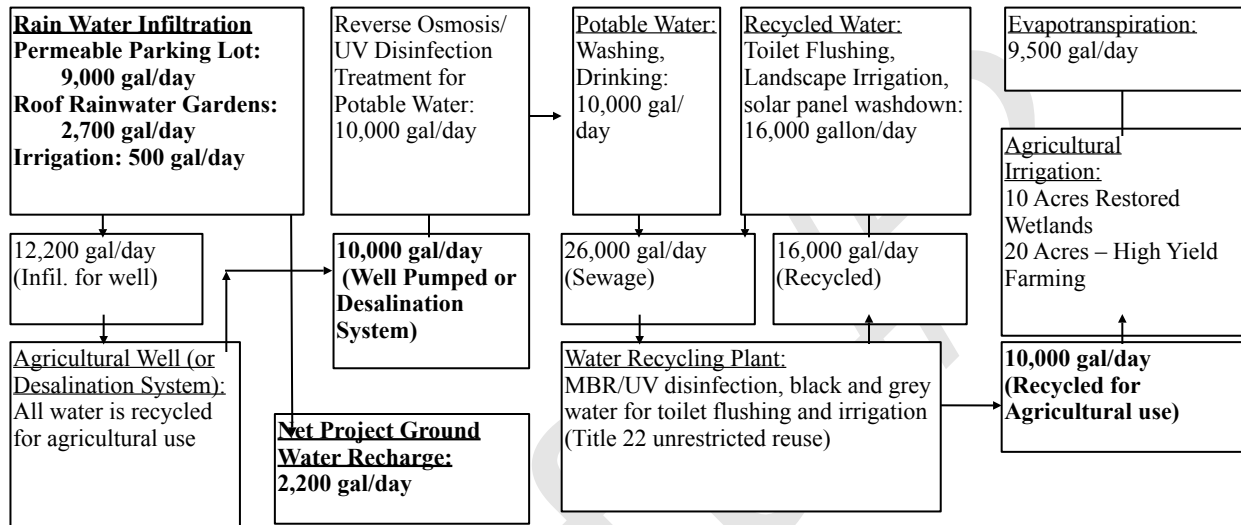 Rain Water Infiltration
Permeable Parking Lot:
9,000 gal/day
Roof Rainwater Gardens:
2,700 gal/day
Irrigation: 500 gal/day
Reverse Osmosis/
UV Disinfection
Treatment for
Potable Water:
10,000 gal/day
Potable Water:
Washing,
Drinking:
10,000 gal/
day
Recycled Water:
Toilet Flushing,
Landscape Irrigation,
solar panel washdown:
16,000 gallon/day
Evapotranspiration:
9,500 gal/day
Agricultural
Irrigation:
10 Acres Restored
Wetlands
20 Acres – High Yield
Farming
12,200 gal/day
(Infil. for well)
10,000 gal/day
(Well Pumped or
Desalination
System)
26,000 gal/day
(Sewage)
16,000 gal/day
(Recycled)
Agricultural Well (or
Desalination System):
All water is recycled
for agricultural use
Net Project Ground
Water Recharge:
2,200 gal/day
Water Recycling Plant:
MBR/UV disinfection, black and grey
water for toilet flushing and irrigation
(Title 22 unrestricted reuse)
10,000 gal/day
(Recycled for
Agricultural use)